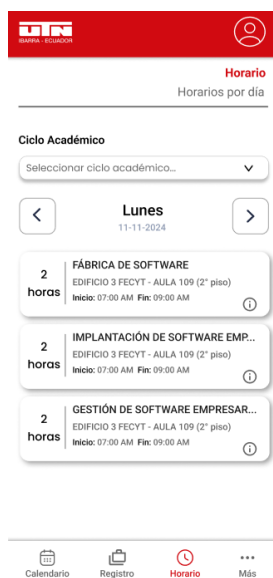 UTN
IBARRA - ECUADOR
Horario
Horarios por día
Ciclo Académico
Seleccionar ciclo académico...
Lunes
11-11-2024
2
horas
FÁBRICA DE SOFTWARE
EDIFICIO 3 FECYT - AULA 109 (2° piso)
Inicio: 07:00 AM Fin: 09:00 AM
2
horas
IMPLANTACIÓN DE SOFTWARE EMP...
EDIFICIO 3 FECYT - AULA 109 (2° piso)
Inicio: 07:00 AM Fin: 09:00 AM
2
horas
GESTIÓN DE SOFTWARE EMPRESAR...
EDIFICIO 3 FECYT - AULA 109 (2° piso)
Inicio: 07:00 AM Fin: 09:00 AM
Calendario Registro Horario Más